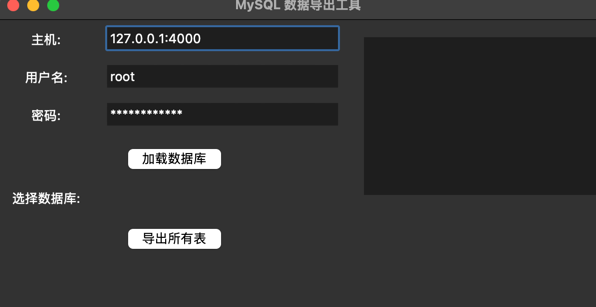 MySQL 数据导出工具
主机: 127.0.0.1:4000
用户名: root
密码: ************
加载数据库
选择数据库:
导出所有表